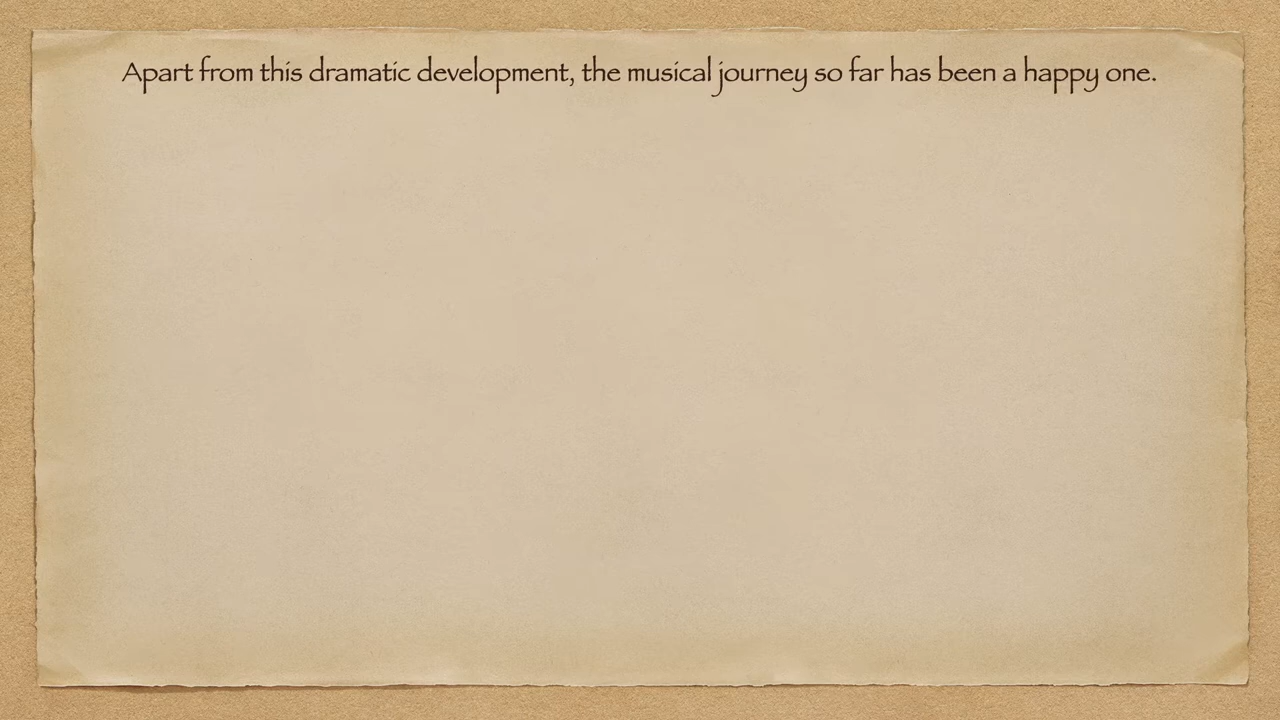 Apart from this dramatic development, the musical journey so far has been a happy one.